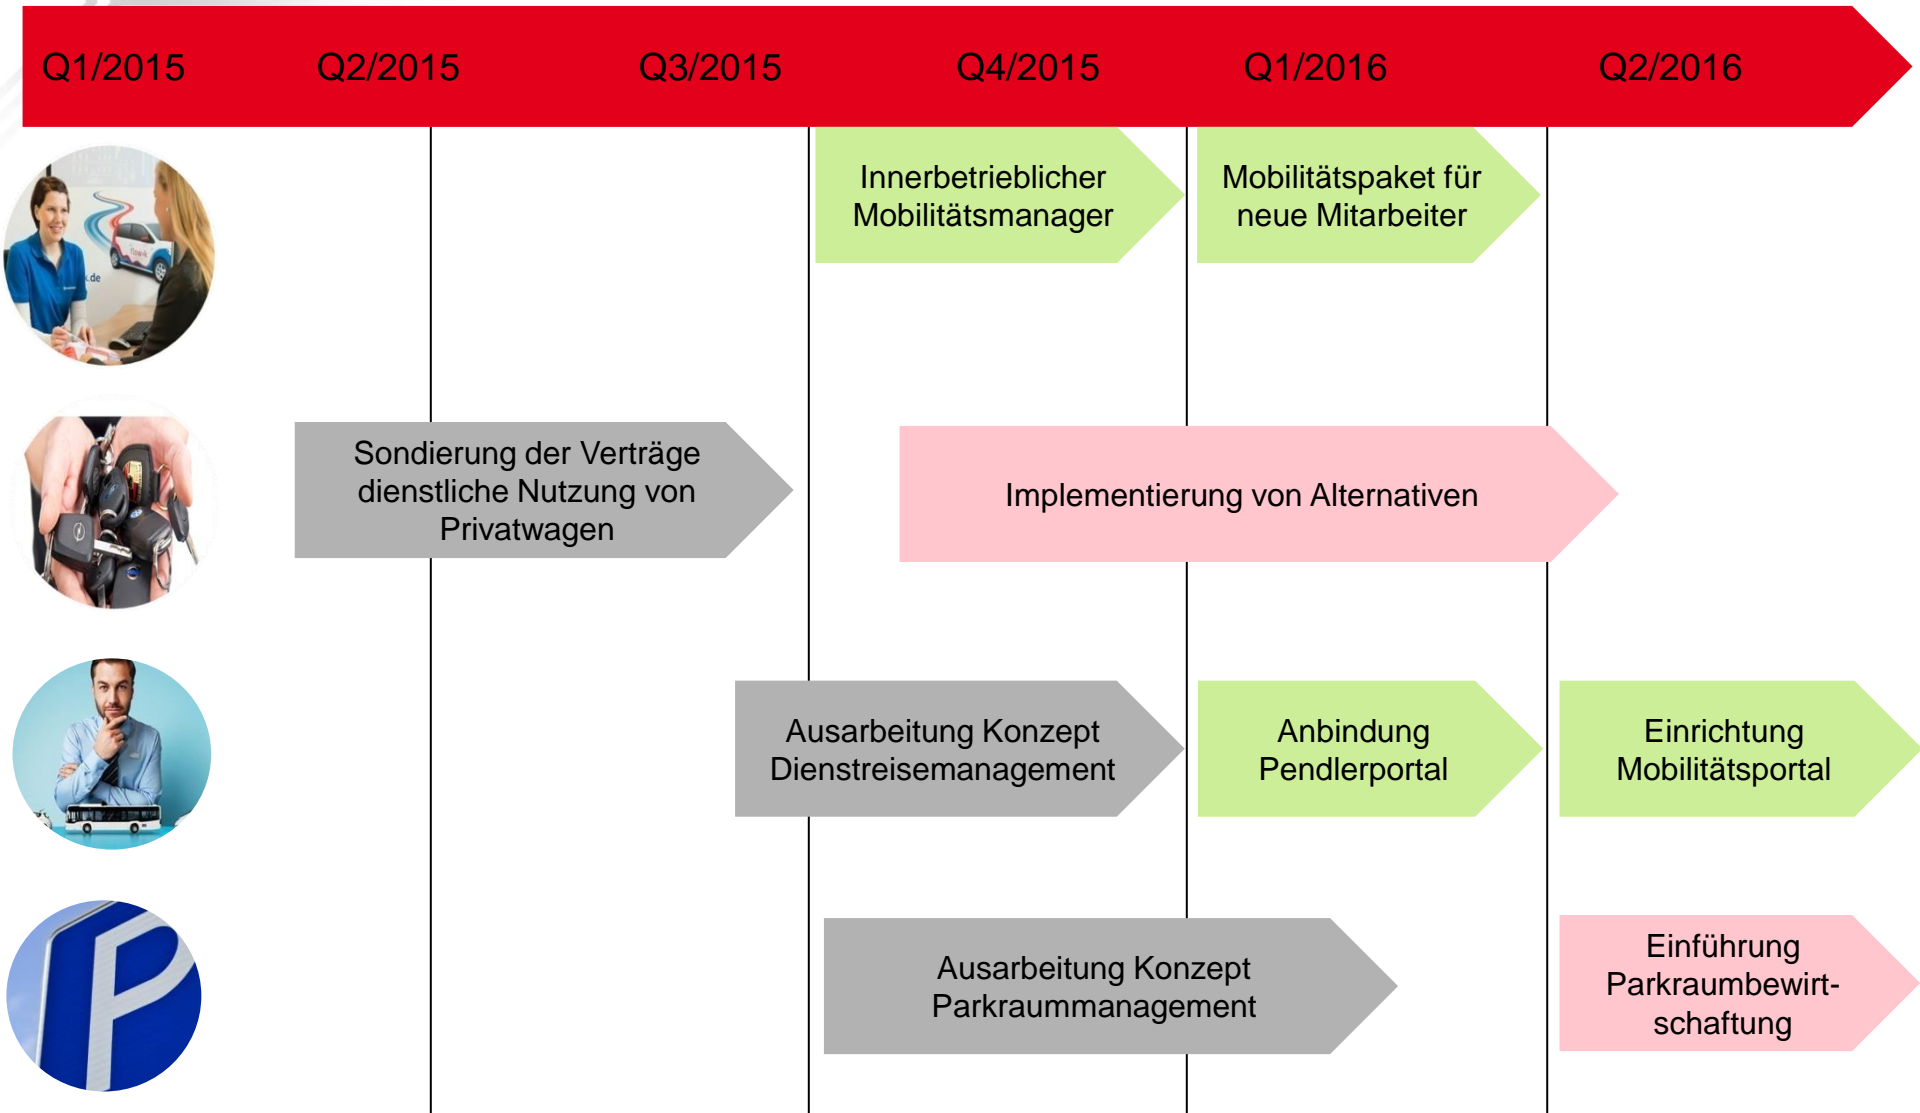 Q1/2015 Q2/2015 Q3/2015 Q4/2015 Q1/2016 Q2/2016
Innerbetrieblicher
Mobilitätsmanager
Mobilitätspaket für
neue Mitarbeiter
flow-k
k.de
Sondierung der Verträge
dienstliche Nutzung von
Privatwagen
Implementierung von Alternativen
Ausarbeitung Konzept
Dienstreisemanagement
Anbindung
Pendlerportal
Einrichtung
Mobilitätsportal
Ausarbeitung Konzept
Parkraummanagement
Einführung
Parkraumbewirt-
schaftung
P